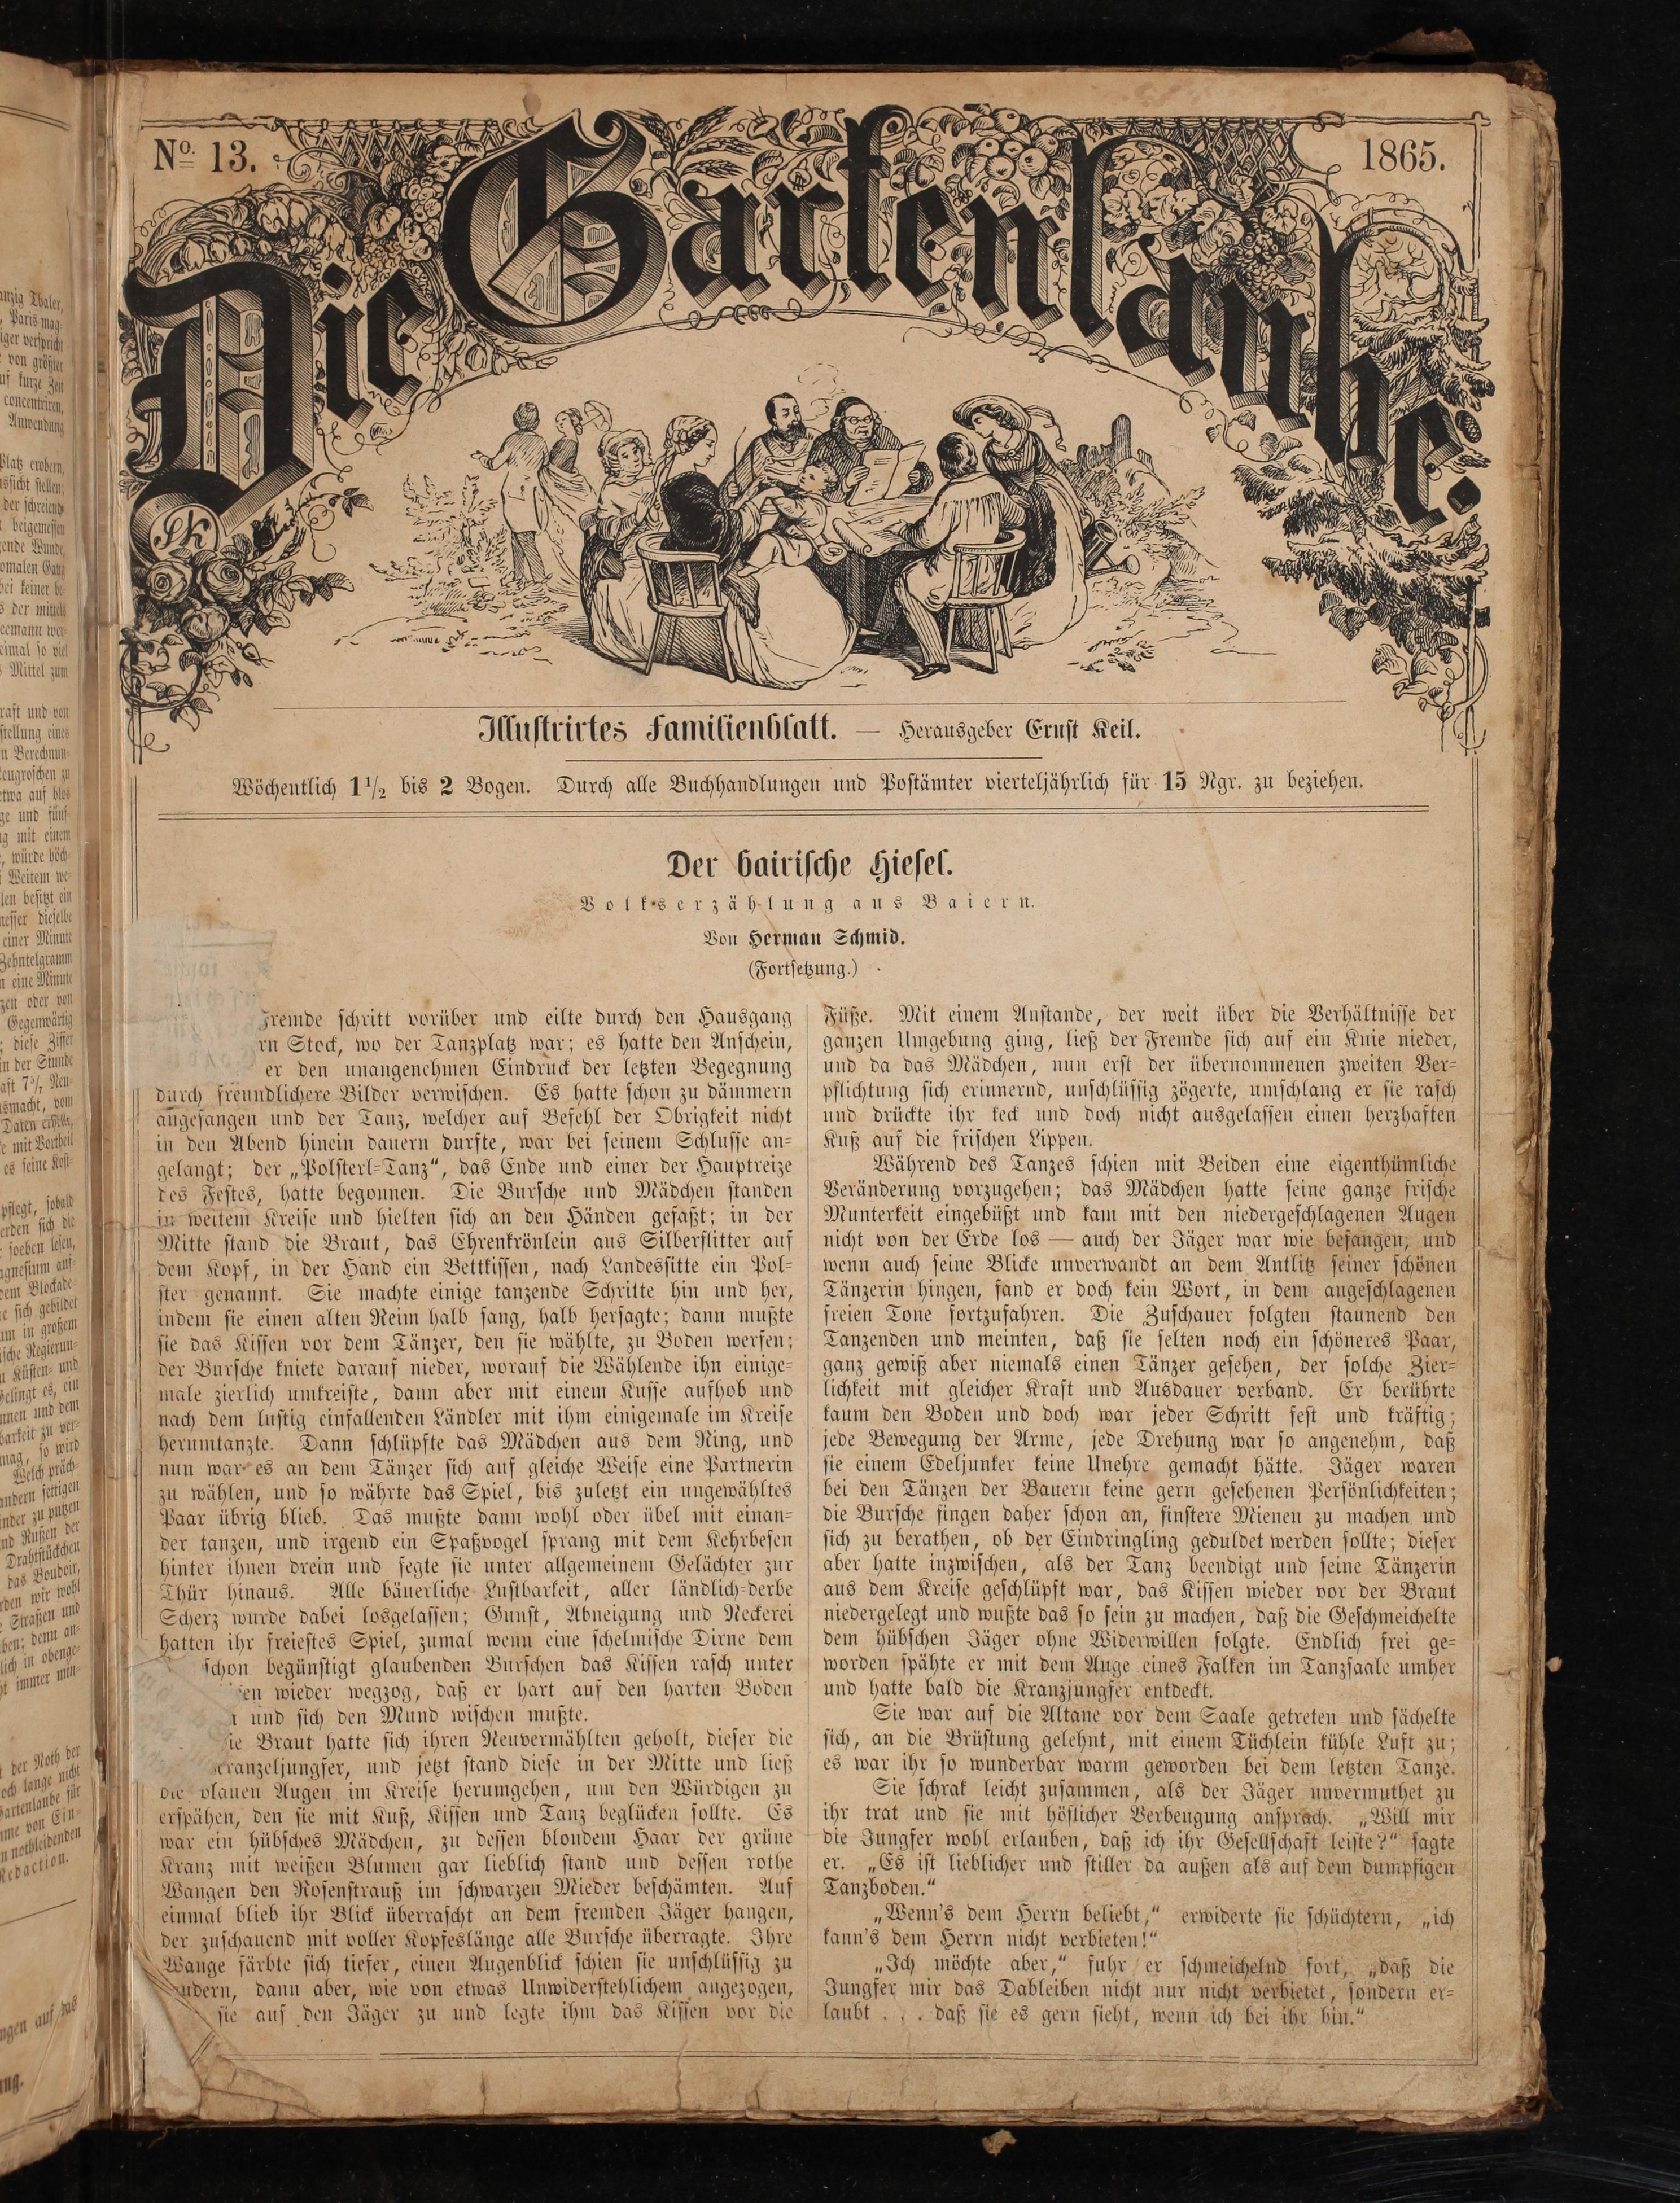 No. 13.
1865.
Die Gartenlaube.
Illustrirtes Familienblatt. — Herausgeber Ernst Keil.
Wöchentlich 1½ bis 2 Bogen. Durch alle Buchhandlungen und Postämter vierteljährlich für 15 Ngr. zu beziehen.
Der bairische Hiesel.
Volkserzählung aus Baiern.
Von Herman Schmid.
(Fortsetzung.)
Fremde schritt vorüber und eilte durch den Hausgang
rn Stock, wo der Tanzplatz war; es hatte den Anschein,
er den unangenehmen Eindruck der letzten Begegnung
durch freundlichere Bilder verwischen. Es hatte schon zu dämmern
angefangen und der Tanz, welcher auf Befehl der Obrigkeit nicht
in den Abend hinein dauern durfte, war bei seinem Schlusse an-
gelangt; der „Polsterl-Tanz“, das Ende und einer der Hauptreize
des Festes, hatte begonnen. Die Bursche und Mädchen standen
in weitem Kreise und hielten sich an den Händen gefaßt; in der
Mitte stand die Braut, das Ehrenkrönlein aus Silberflitter auf
dem Kopf, in der Hand ein Bettkissen, nach Landessitte ein Pol-
ster genannt. Sie machte einige tanzende Schritte hin und her,
indem sie einen alten Reim halb sang, halb hersagte; dann mußte
sie das Kissen vor dem Tänzer, den sie wählte, zu Boden werfen;
der Bursche kniete darauf nieder, worauf die Wählende ihn einige-
male zierlich umkreiste, dann aber mit einem Kusse aufhob und
nach dem lustig einfallenden Ländler mit ihm einigemale im Kreise
herumtanzte. Dann schlüpfte das Mädchen aus dem Ring, und
nun war es an dem Tänzer sich auf gleiche Weise eine Partnerin
zu wählen, und so währte das Spiel, bis zuletzt ein ungewähltes
Paar übrig blieb. Das mußte dann wohl oder übel mit einan-
der tanzen, und irgend ein Spaßvogel sprang mit dem Kehrbesen
hinter ihnen drein und fegte sie unter allgemeinem Gelächter zur
Thür hinaus. Alle bäuerliche Lustbarkeit, aller ländlich-derbe
Scherz wurde dabei losgelassen; Gunst, Abneigung und Neckerei
hatten ihr freiestes Spiel, zumal wenn eine schelmische Dirne dem
schon begünstigt glaubenden Burschen das Kissen rasch unter
en wieder wegzog, daß er hart auf den harten Boden
und sich den Mund wischen mußte.
ie Braut hatte sich ihren Neuvermählten geholt, dieser die
ranzeljungfer, und jetzt stand diese in der Mitte und ließ
die blauen Augen im Kreise herumgehen, um den Würdigen zu
erspähen, den sie mit Kuß, Kissen und Tanz beglücken sollte. Es
war ein hübsches Mädchen, zu dessen blondem Haar der grüne
Kranz mit weißen Blumen gar lieblich stand und dessen rothe
Wangen den Rosenstrauß im schwarzen Mieder beschämten. Auf
einmal blieb ihr Blick überrascht an dem fremden Jäger hangen,
der zuschauend mit voller Kopfeslänge alle Bursche überragte. Ihre
Wange färbte sich tiefer, einen Augenblick schien sie unschlüssig zu
udern, dann aber, wie von etwas Unwiderstehlichem angezogen,
sie auf den Jäger zu und legte ihm das Kissen vor die
Füße. Mit einem Anstande, der weit über die Verhältnisse der
ganzen Umgebung ging, ließ der Fremde sich auf ein Knie nieder,
und da das Mädchen, nun erst der übernommenen zweiten Ver-
pflichtung sich erinnernd, unschlüssig zögerte, umschlang er sie rasch
und drückte ihr keck und doch nicht ausgelassen einen herzhaften
Kuß auf die frischen Lippen.
Während des Tanzes schien mit Beiden eine eigenthümliche
Veränderung vorzugehen; das Mädchen hatte seine ganze frische
Munterkeit eingebüßt und kam mit den niedergeschlagenen Augen
nicht von der Erde los — auch der Jäger war wie befangen, und
wenn auch seine Blicke unverwandt an dem Antlitz seiner schönen
Tänzerin hingen, fand er doch kein Wort, in dem angeschlagenen
freien Tone fortzufahren. Die Zuschauer folgten staunend den
Tanzenden und meinten, daß sie selten noch ein schöneres Paar,
ganz gewiß aber niemals einen Tänzer gesehen, der solche Zier-
lichkeit mit gleicher Kraft und Ausdauer verband. Er berührte
kaum den Boden und doch war jeder Schritt fest und kräftig;
jede Bewegung der Arme, jede Drehung war so angenehm, daß
sie einem Edeljunker keine Unehre gemacht hätte. Jäger waren
bei den Tänzen der Bauern keine gern gesehenen Persönlichkeiten;
die Bursche fingen daher schon an, finstere Mienen zu machen und
sich zu berathen, ob der Eindringling geduldet werden sollte; dieser
aber hatte inzwischen, als der Tanz beendigt und seine Tänzerin
aus dem Kreise geschlüpft war, das Kissen wieder vor der Braut
niedergelegt und wußte das so fein zu machen, daß die Geschmeichelte
dem hübschen Jäger ohne Widerwillen folgte. Endlich frei ge-
worden spähte er mit dem Auge eines Falken im Tanzsaale umher
und hatte bald die Kranzjungfer entdeckt.
Sie war auf die Altane vor dem Saale getreten und fächelte
sich, an die Brüstung gelehnt, mit einem Tüchlein kühle Luft zu;
es war ihr so wunderbar warm geworden bei dem letzten Tanze.
Sie schrak leicht zusammen, als der Jäger unvermuthet zu
ihr trat und sie mit höflicher Verbeugung ansprach. „Will mir
die Jungfer wohl erlauben, daß ich ihr Gesellschaft leiste?“ sagte
er. „Es ist lieblicher und stiller da außen als auf dem dumpfigen
Tanzboden.“
„Wenn's dem Herrn beliebt,“ erwiderte sie schüchtern, „ich
kann's dem Herrn nicht verbieten!“
„Ich möchte aber,“ fuhr er schmeichelnd fort, „daß die
Jungfer mir das Dableiben nicht nur nicht verbietet, sondern er-
laubt . . . daß sie es gern sieht, wenn ich bei ihr bin.“